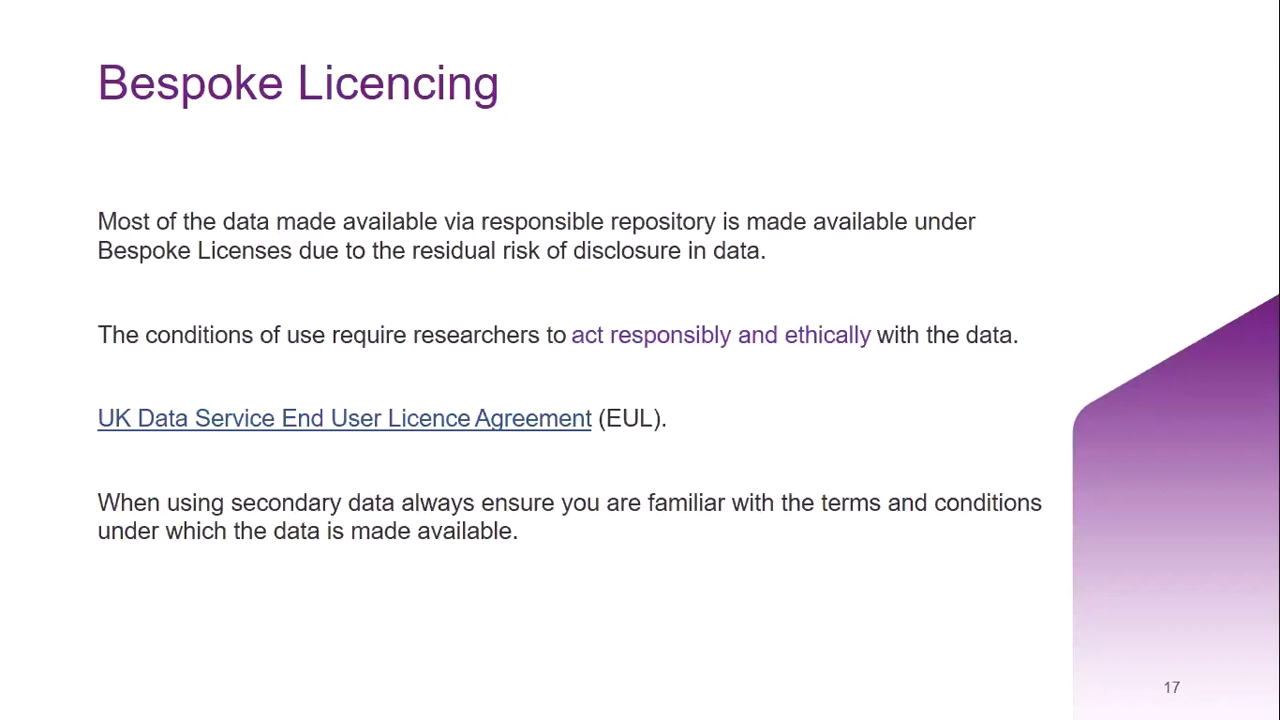 Bespoke Licencing
Most of the data made available via responsible repository is made available under
Bespoke Licenses due to the residual risk of disclosure in data.
The conditions of use require researchers to act responsibly and ethically with the data.
UK Data Service End User Licence Agreement (EUL).
When using secondary data always ensure you are familiar with the terms and conditions
under which the data is made available.
17